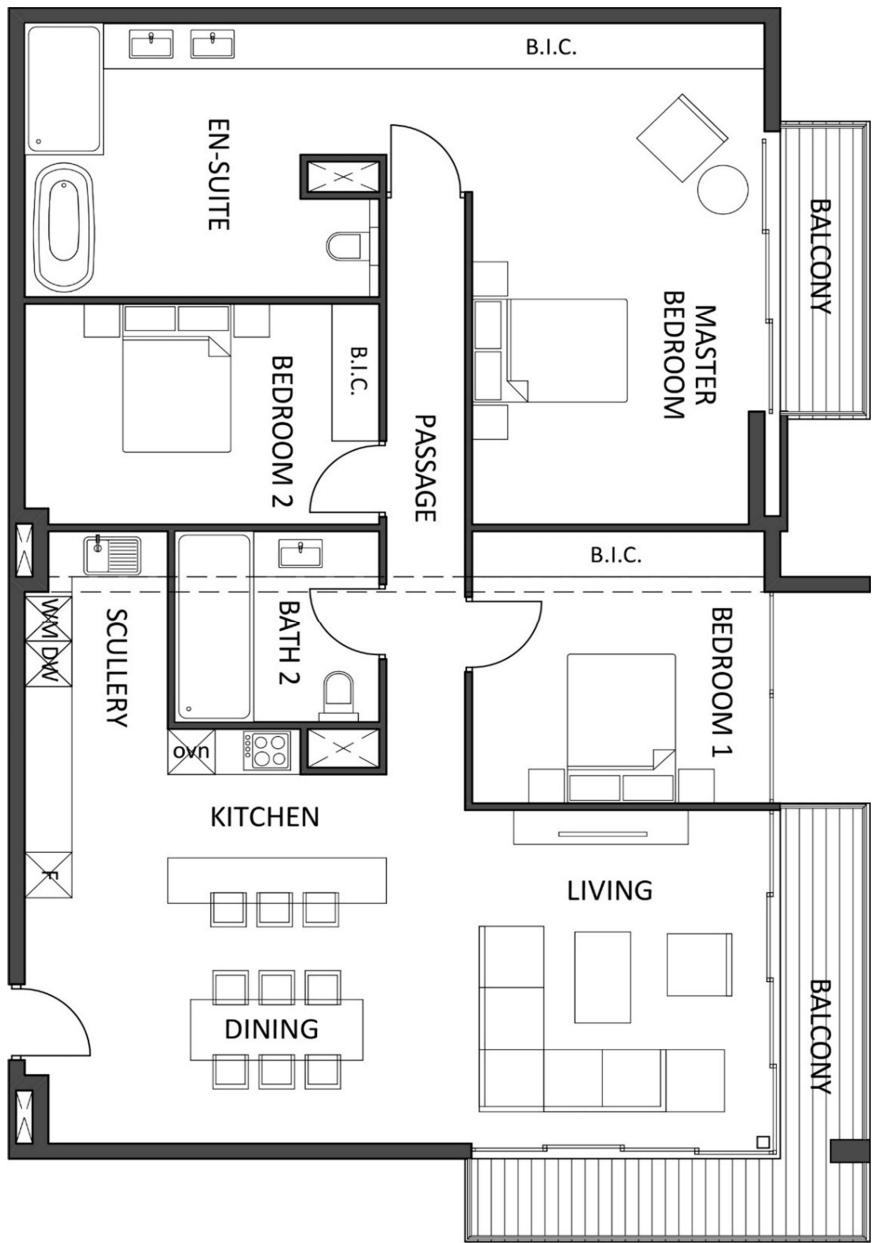 B.I.C.
EN-SUITE
BALCONY
MASTER
BEDROOM
B.I.C.
BEDROOM 2
PASSAGE
B.I.C.
WM
DW
SCULLERY
BATH 2
BEDROOM 1
ovn
KITCHEN
F
LIVING
DINING
BALCONY